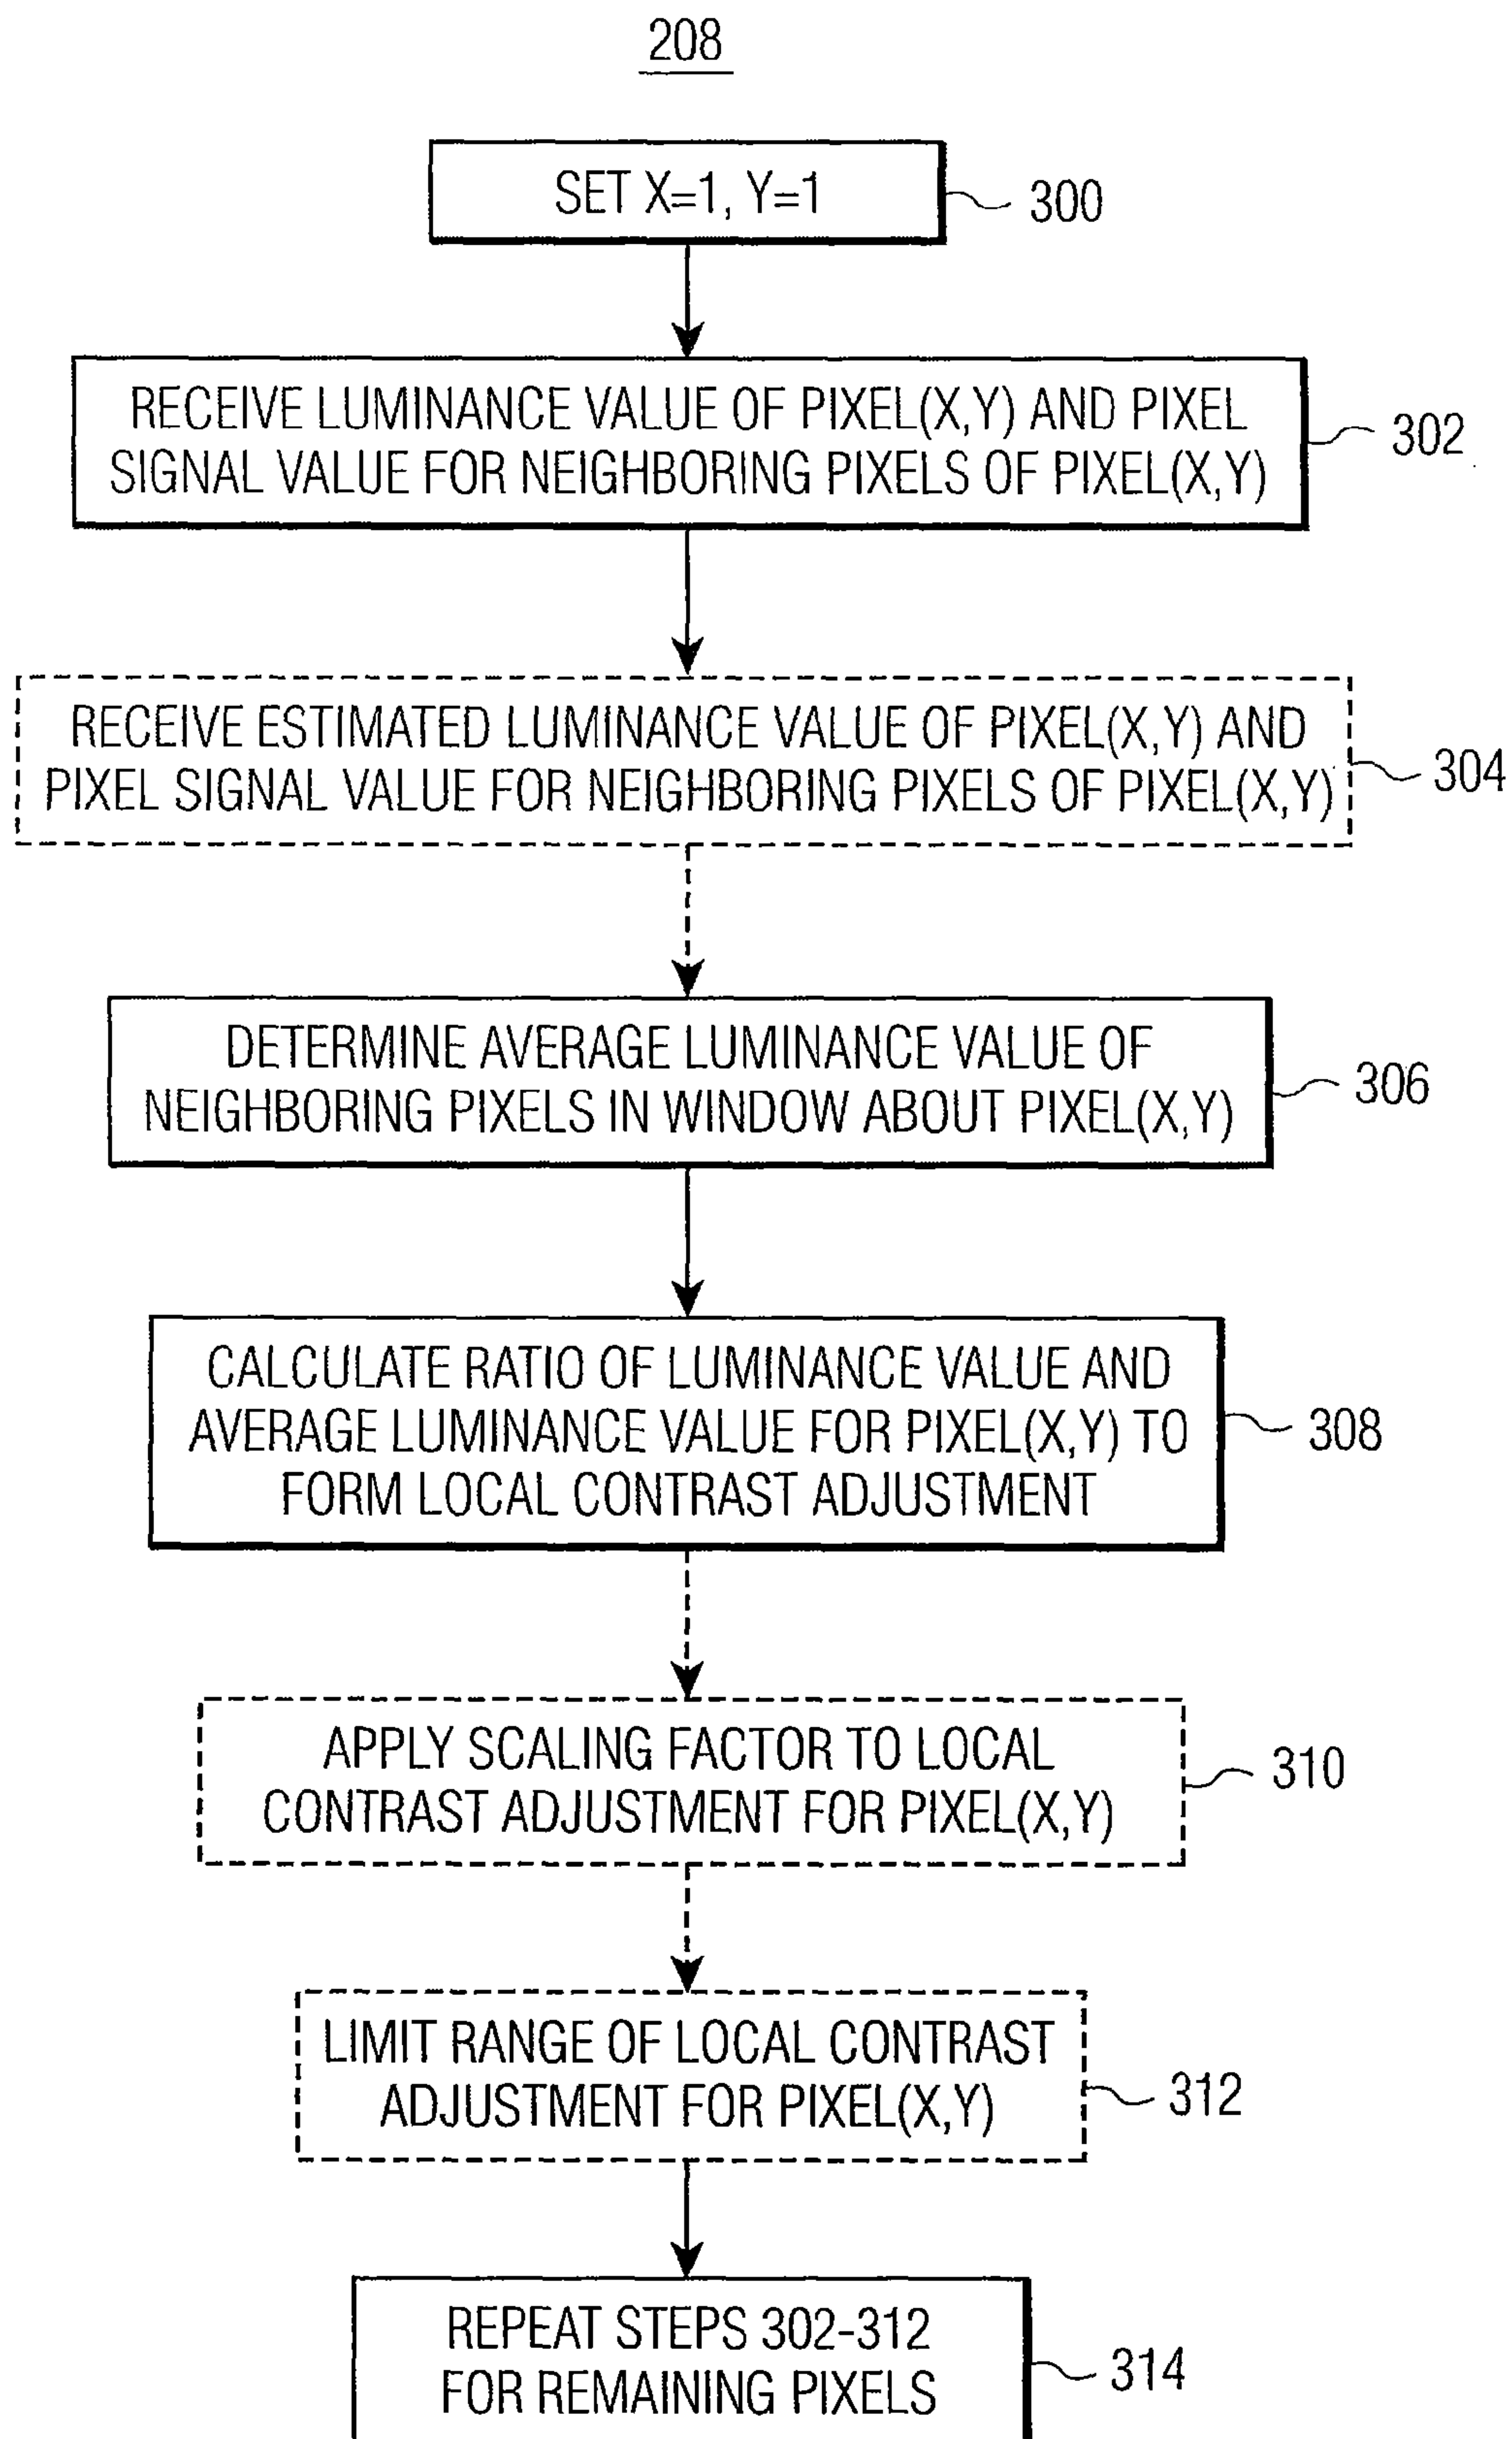 208
SET X=1, Y=1
300
RECEIVE LUMINANCE VALUE OF PIXEL(X,Y) AND PIXEL
SIGNAL VALUE FOR NEIGHBORING PIXELS OF PIXEL(X,Y)
302
RECEIVE ESTIMATED LUMINANCE VALUE OF PIXEL(X,Y) AND
PIXEL SIGNAL VALUE FOR NEIGHBORING PIXELS OF PIXEL(X,Y)
304
DETERMINE AVERAGE LUMINANCE VALUE OF
NEIGHBORING PIXELS IN WINDOW ABOUT PIXEL(X,Y)
306
CALCULATE RATIO OF LUMINANCE VALUE AND
AVERAGE LUMINANCE VALUE FOR PIXEL(X,Y) TO
FORM LOCAL CONTRAST ADJUSTMENT
308
APPLY SCALING FACTOR TO LOCAL
CONTRAST ADJUSTMENT FOR PIXEL(X,Y)
310
LIMIT RANGE OF LOCAL CONTRAST
ADJUSTMENT FOR PIXEL(X,Y)
312
REPEAT STEPS 302-312
FOR REMAINING PIXELS
314